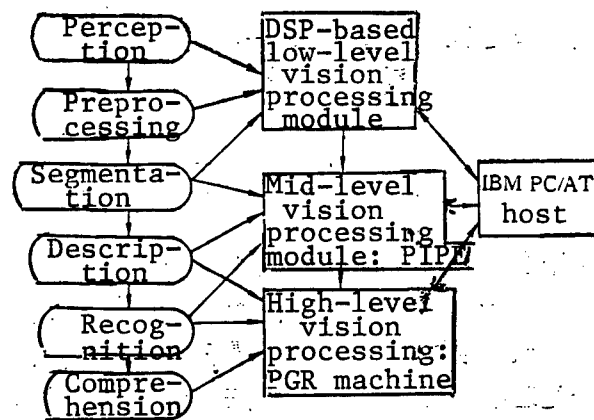 Percep-
tion
Prepro-
cessing
Segmenta-
tion
Descrip-
tion
Recog-
nition
Compre-
hension
DSP-based
low-level
vision
processing
module
Mid-level
vision
processing
module: PIPE
High-level
vision
processing:
PGR machine
IBM PC/AT
host